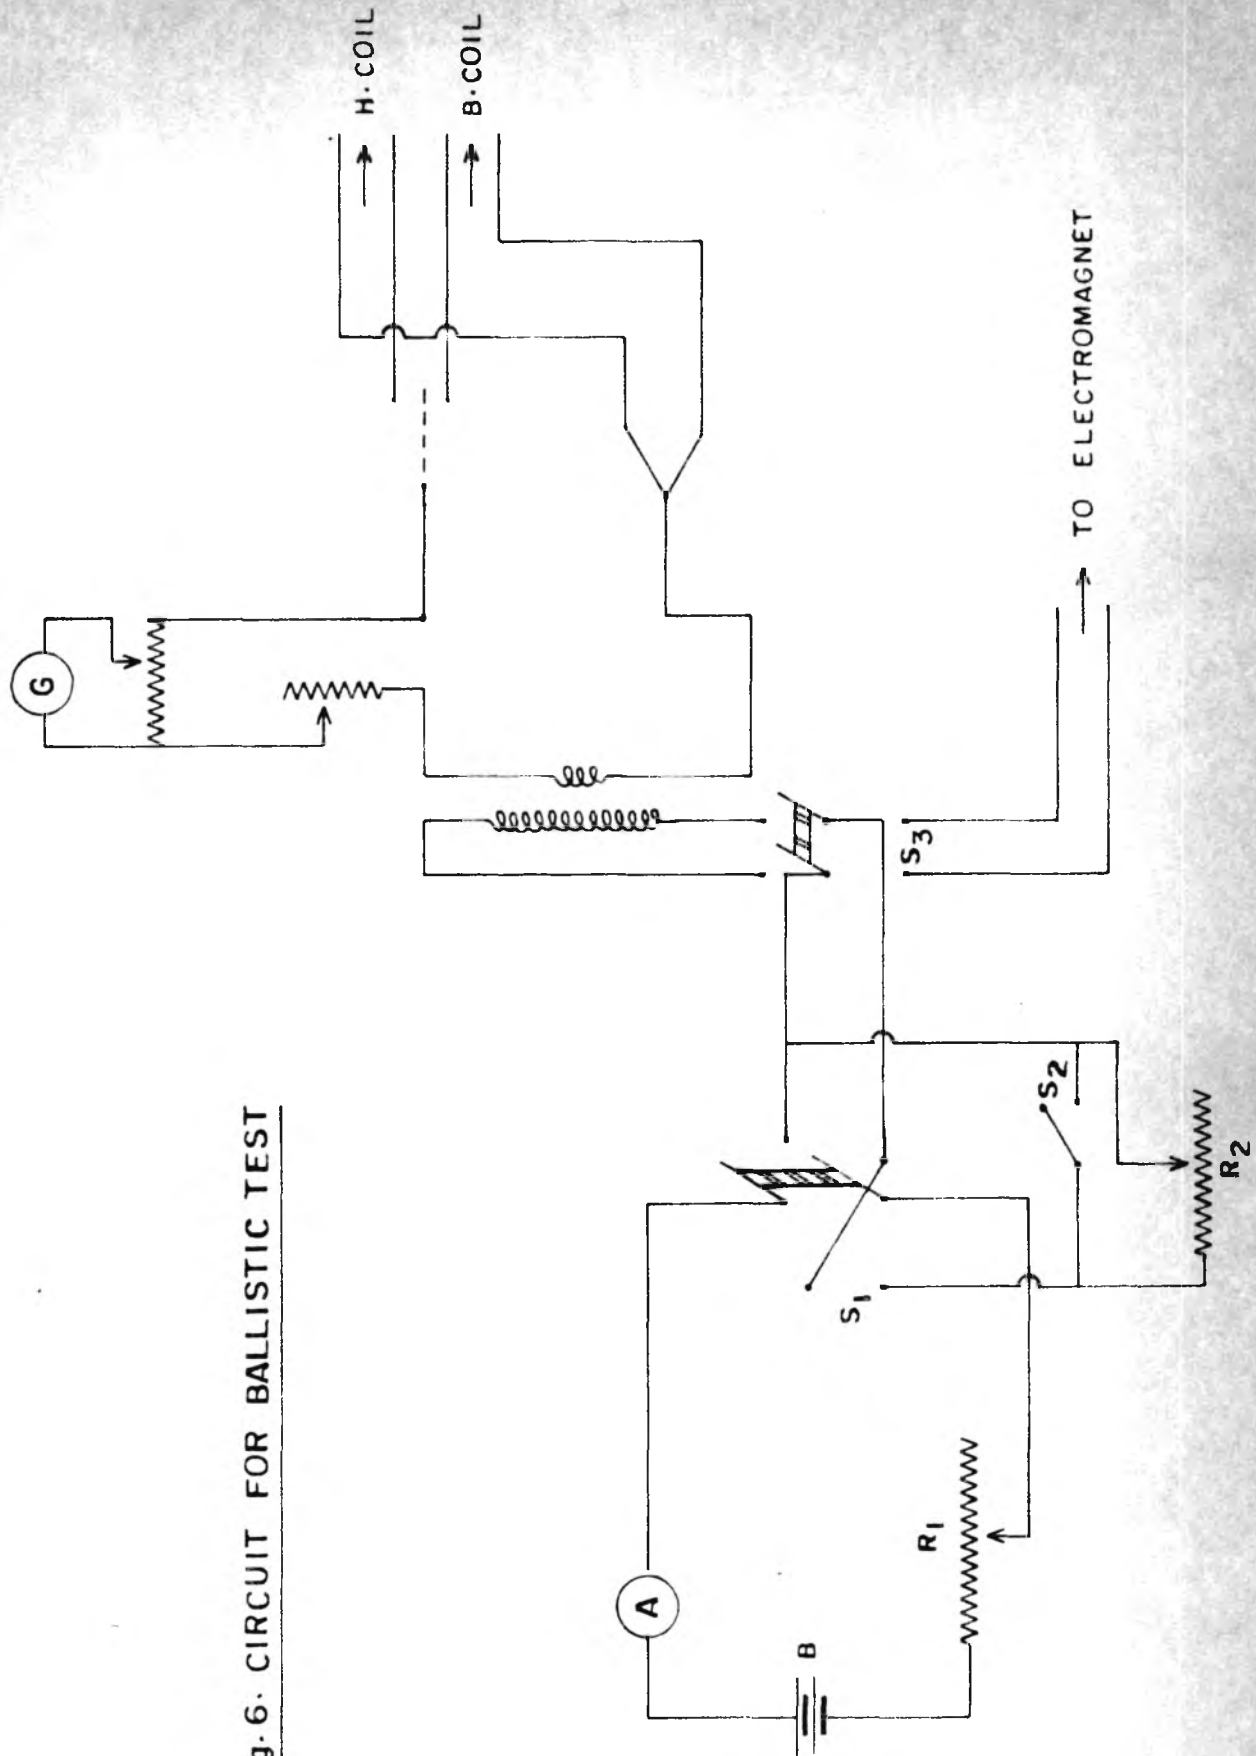 g. 6. CIRCUIT FOR BALLISTIC TEST
G
H·COIL
B·COIL
A
B
R1
S1
S2
R2
S3
TO ELECTROMAGNET